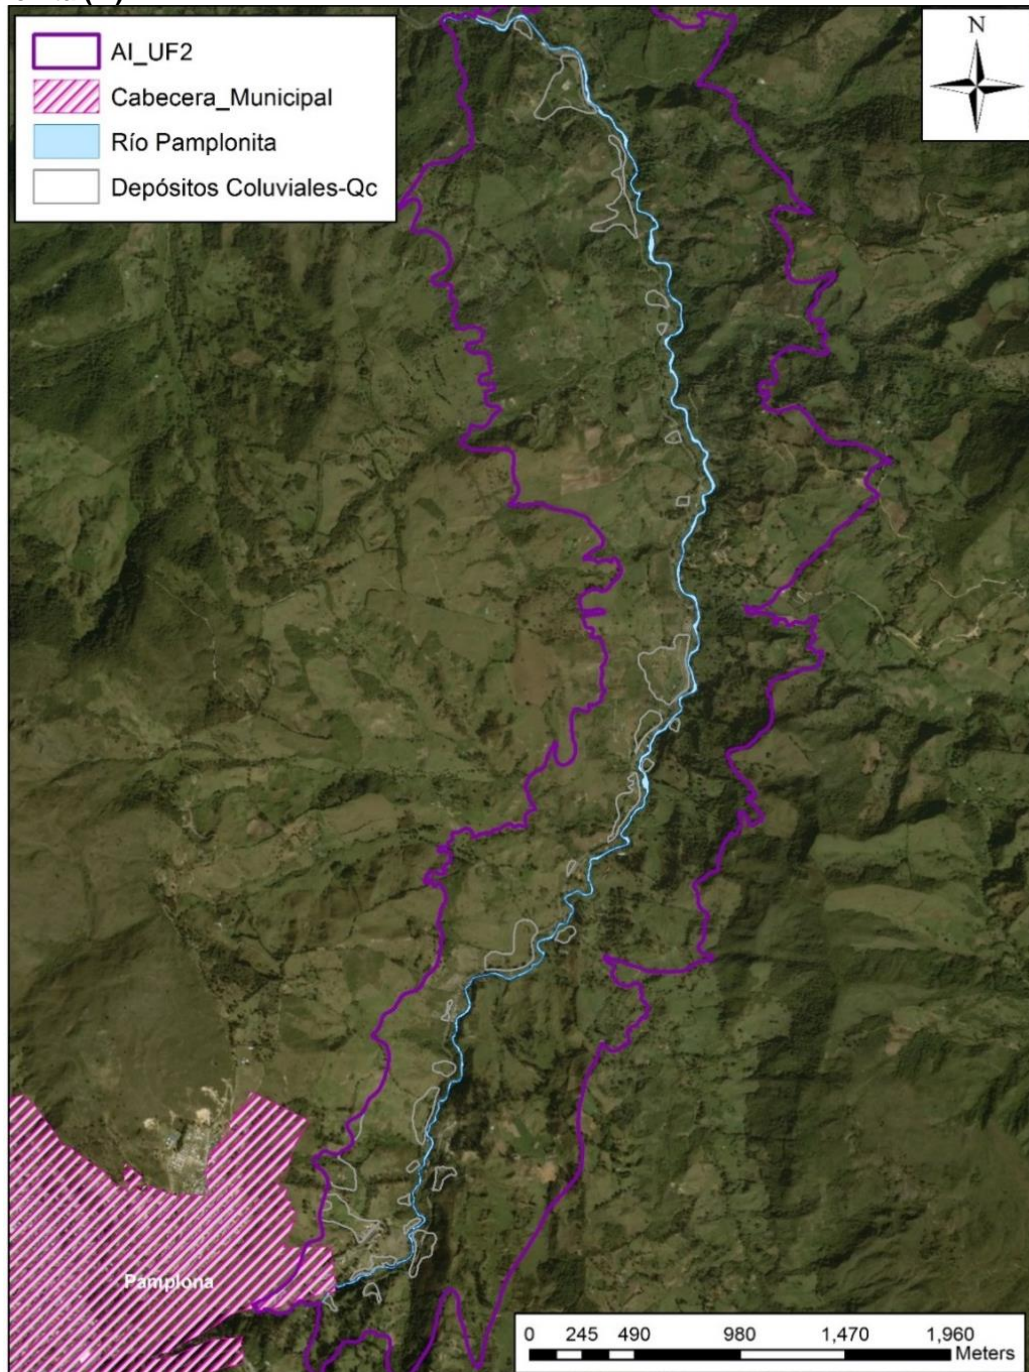 AI_UF2
N
Cabecera_Municipal
Río Pamplonita
Depósitos Coluviales-Qc
Pamplona
0 245 490 980 1,470 1,960
Meters